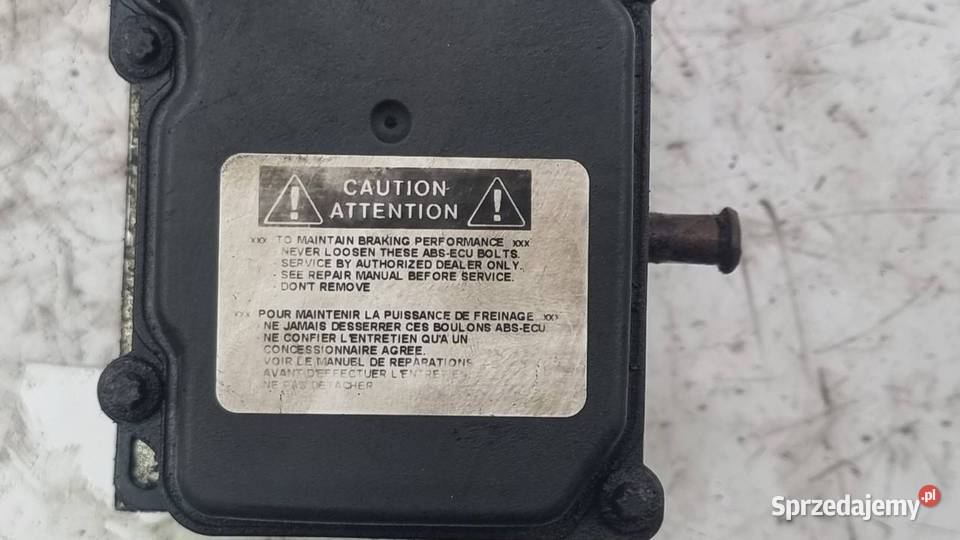 CAUTION
ATTENTION
xxx TO MAINTAIN BRAKING PERFORMANCE xxx
NEVER LOOSEN THESE ABS-ECU BOLTS.
SERVICE BY AUTHORIZED DEALER ONLY.
- SEE REPAIR MANUAL BEFORE SERVICE.
- DON'T REMOVE
xxx POUR MAINTENIR LA PUISSANCE DE FREINAGE xxx
- NE JAMAIS DESSERRER CES BOULONS ABS-ECU
- NE CONFIER L'ENTRETIEN QU'A UN
CONCESSIONNAIRE AGREE.
- VOIR LE MANUEL DE REPARATIONS
AVANT D'EFFECTUER L'ENTRETIEN
- NE PAS DETACHER
Sprzedajemy.pl